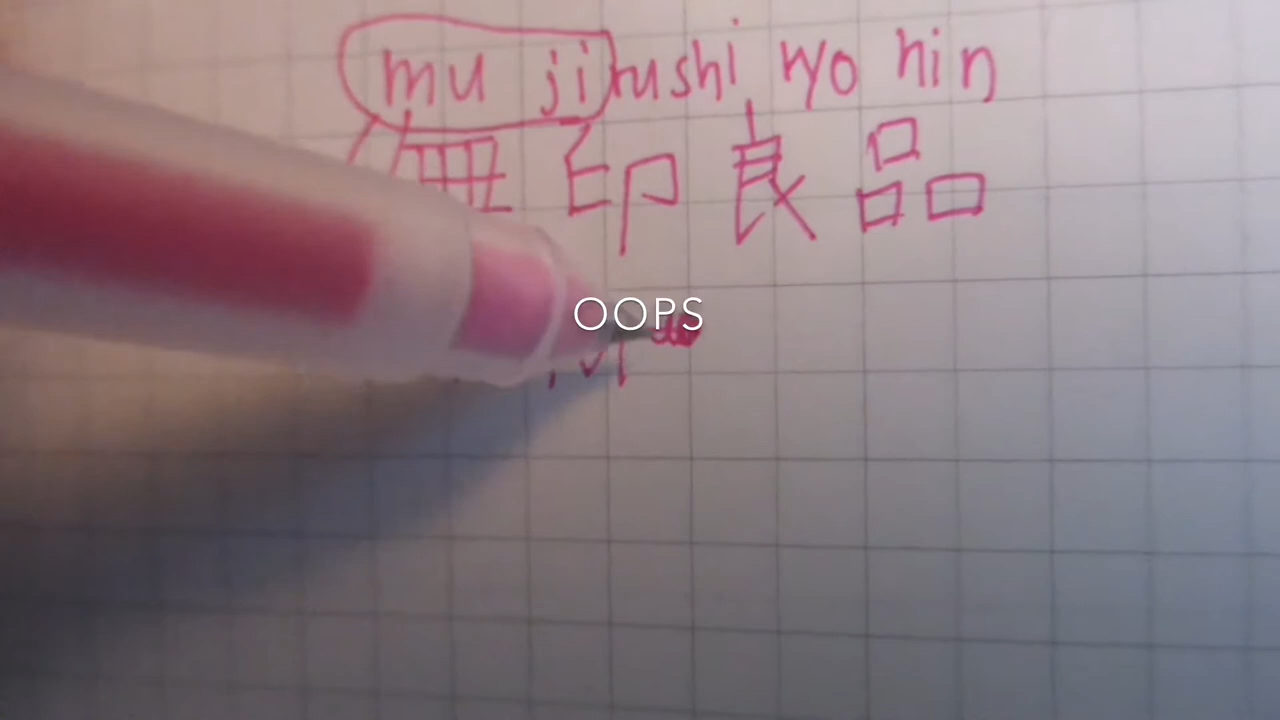 mu jirushi ryo hin
無印良品
OOPS